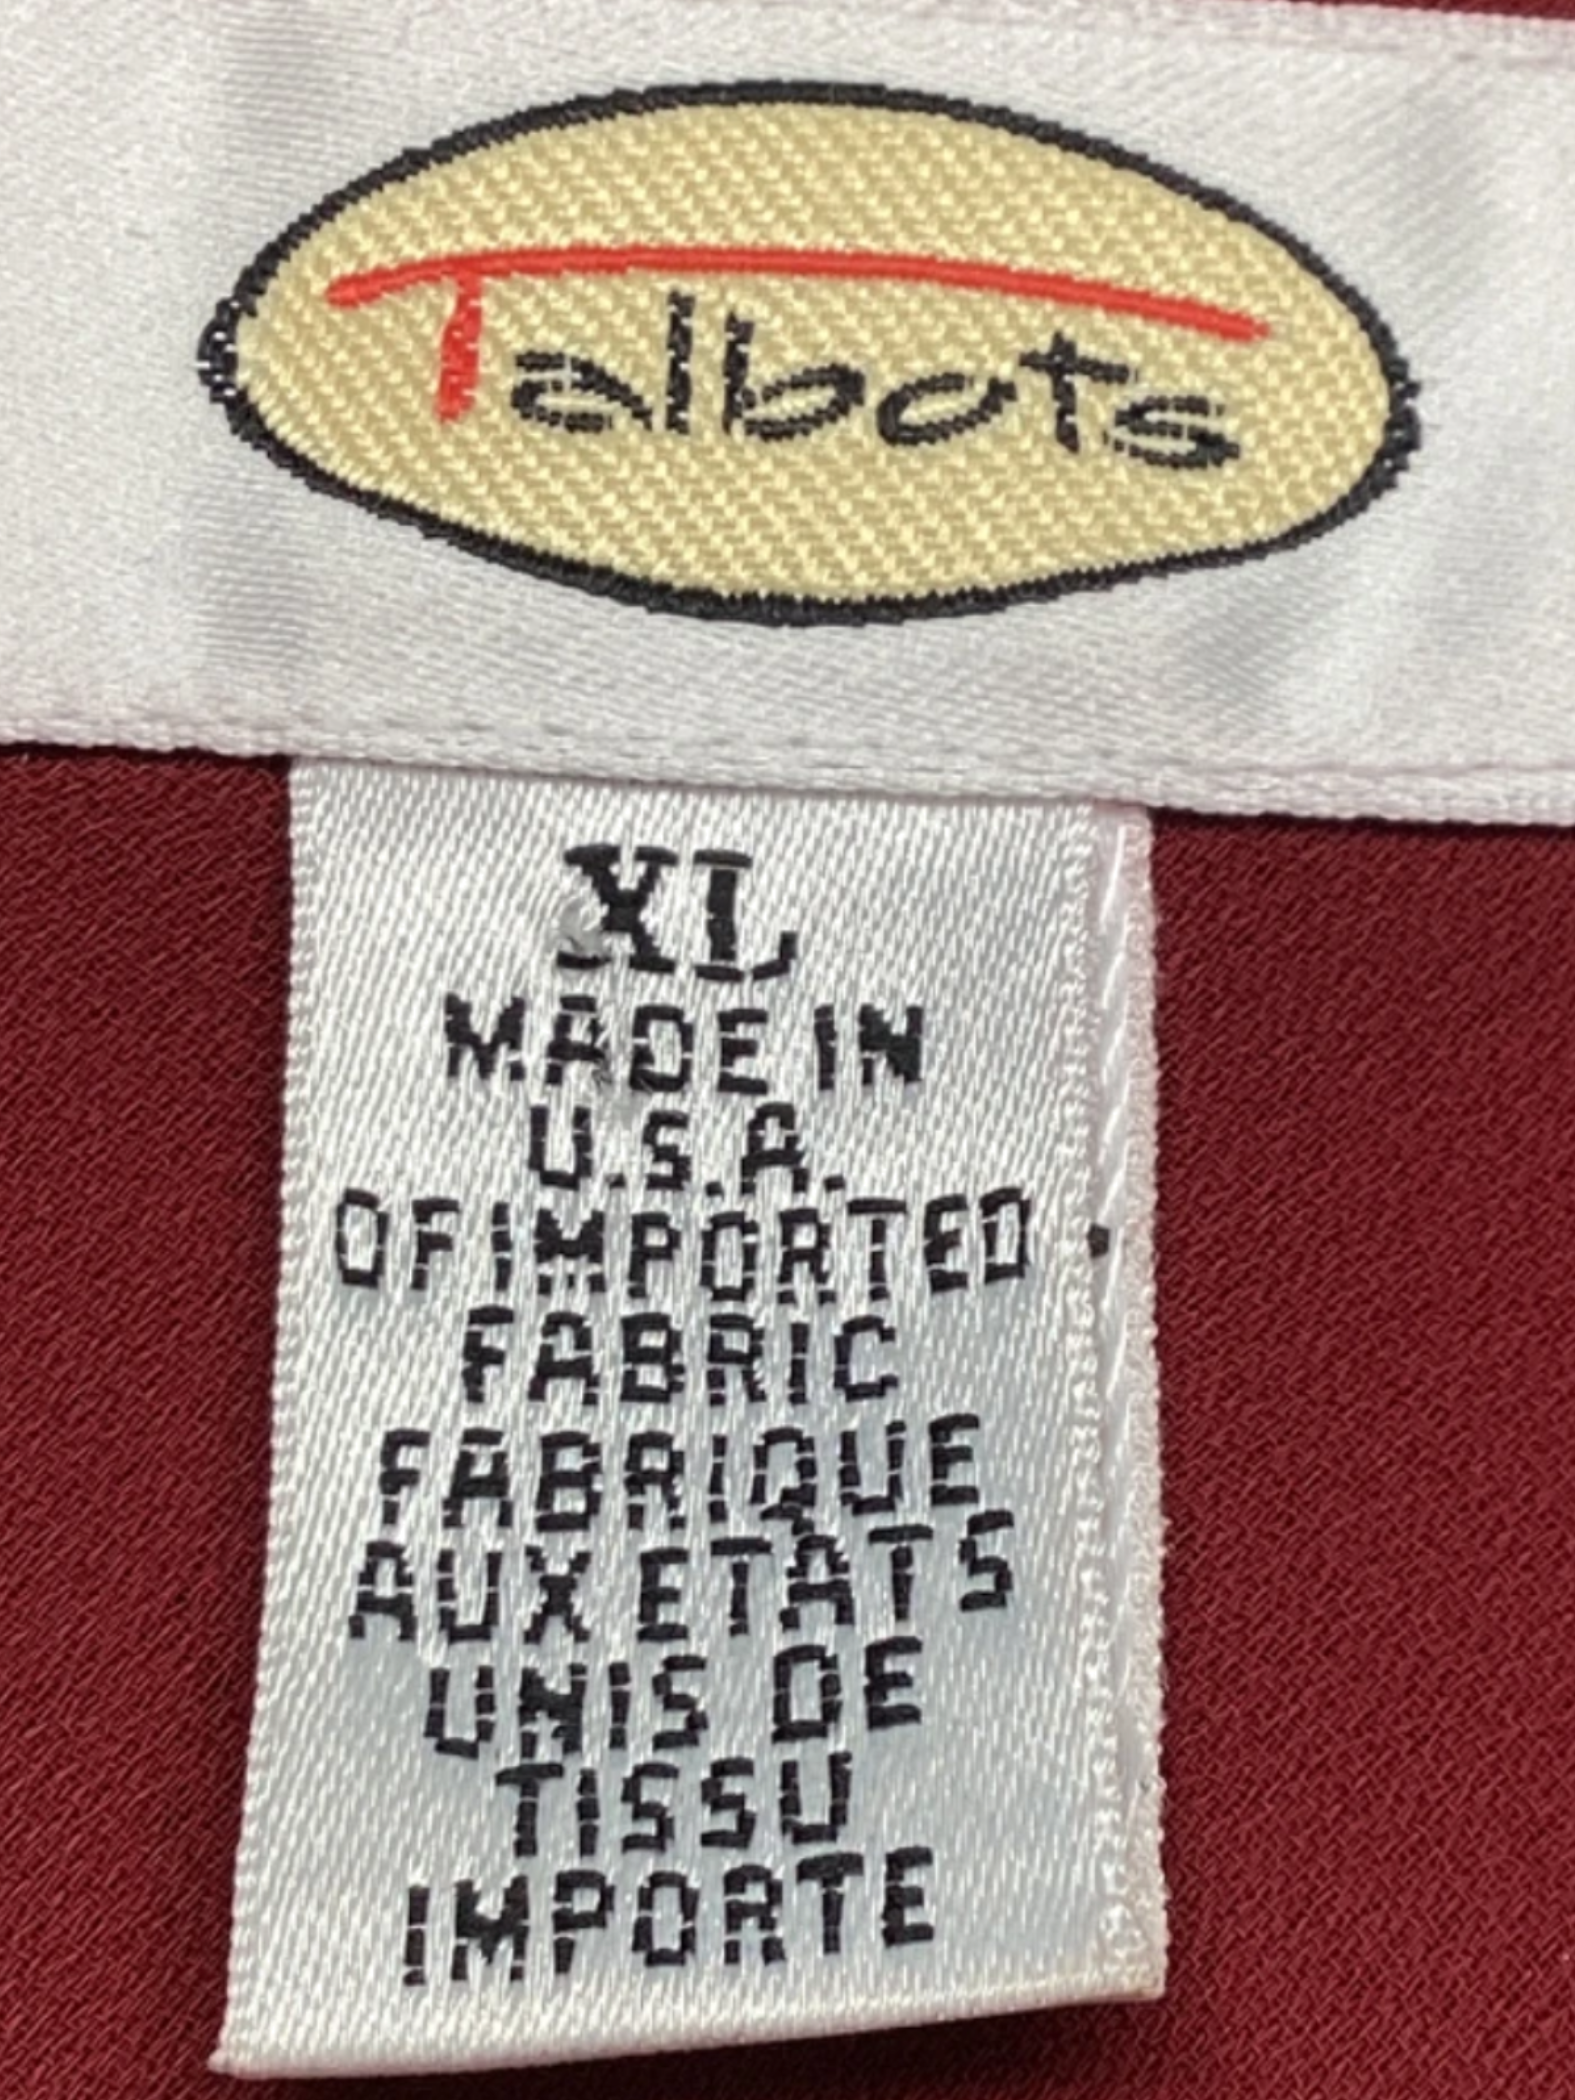 Talbots
XL
MADE IN
U.S.A.
OF IMPORTED
FABRIC
FABRIQUE
AUX ETATS
UNIS DE
TISSU
IMPORTE